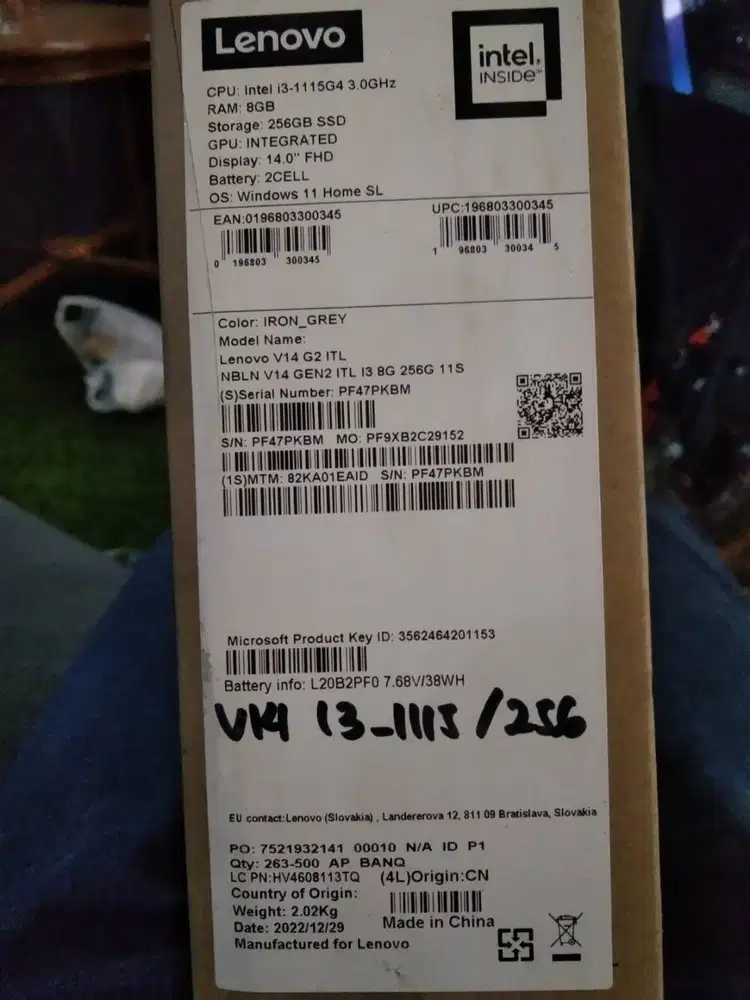 Lenovo
intel.
INSIDE™
CPU: Intel i3-1115G4 3.0GHz
RAM: 8GB
Storage: 256GB SSD
GPU: INTEGRATED
Display: 14.0" FHD
Battery: 2CELL
OS: Windows 11 Home SL
EAN:0196803300345
UPC:196803300345
0 196803 300345
1 96803 30034 5
Color: IRON_GREY
Model Name:
Lenovo V14 G2 ITL
NBLN V14 GEN2 ITL I3 8G 256G 11S
(S)Serial Number: PF47PKBM
S/N: PF47PKBM MO: PF9XB2C29152
(1S)MTM: 82KA01EAID S/N: PF47PKBM
Microsoft Product Key ID: 3562464201153
Battery info: L20B2PF0 7.68V/38WH
V14 i3-1115/256
EU contact:Lenovo (Slovakia) , Landererova 12, 811 09 Bratislava, Slovakia
PO: 7521932141 00010 N/A ID P1
Qty: 263-500 AP BANQ
LC PN:HV4608113TQ (4L)Origin:CN
Country of Origin:
Weight: 2.02Kg
Made in China
Date: 2022/12/29
Manufactured for Lenovo